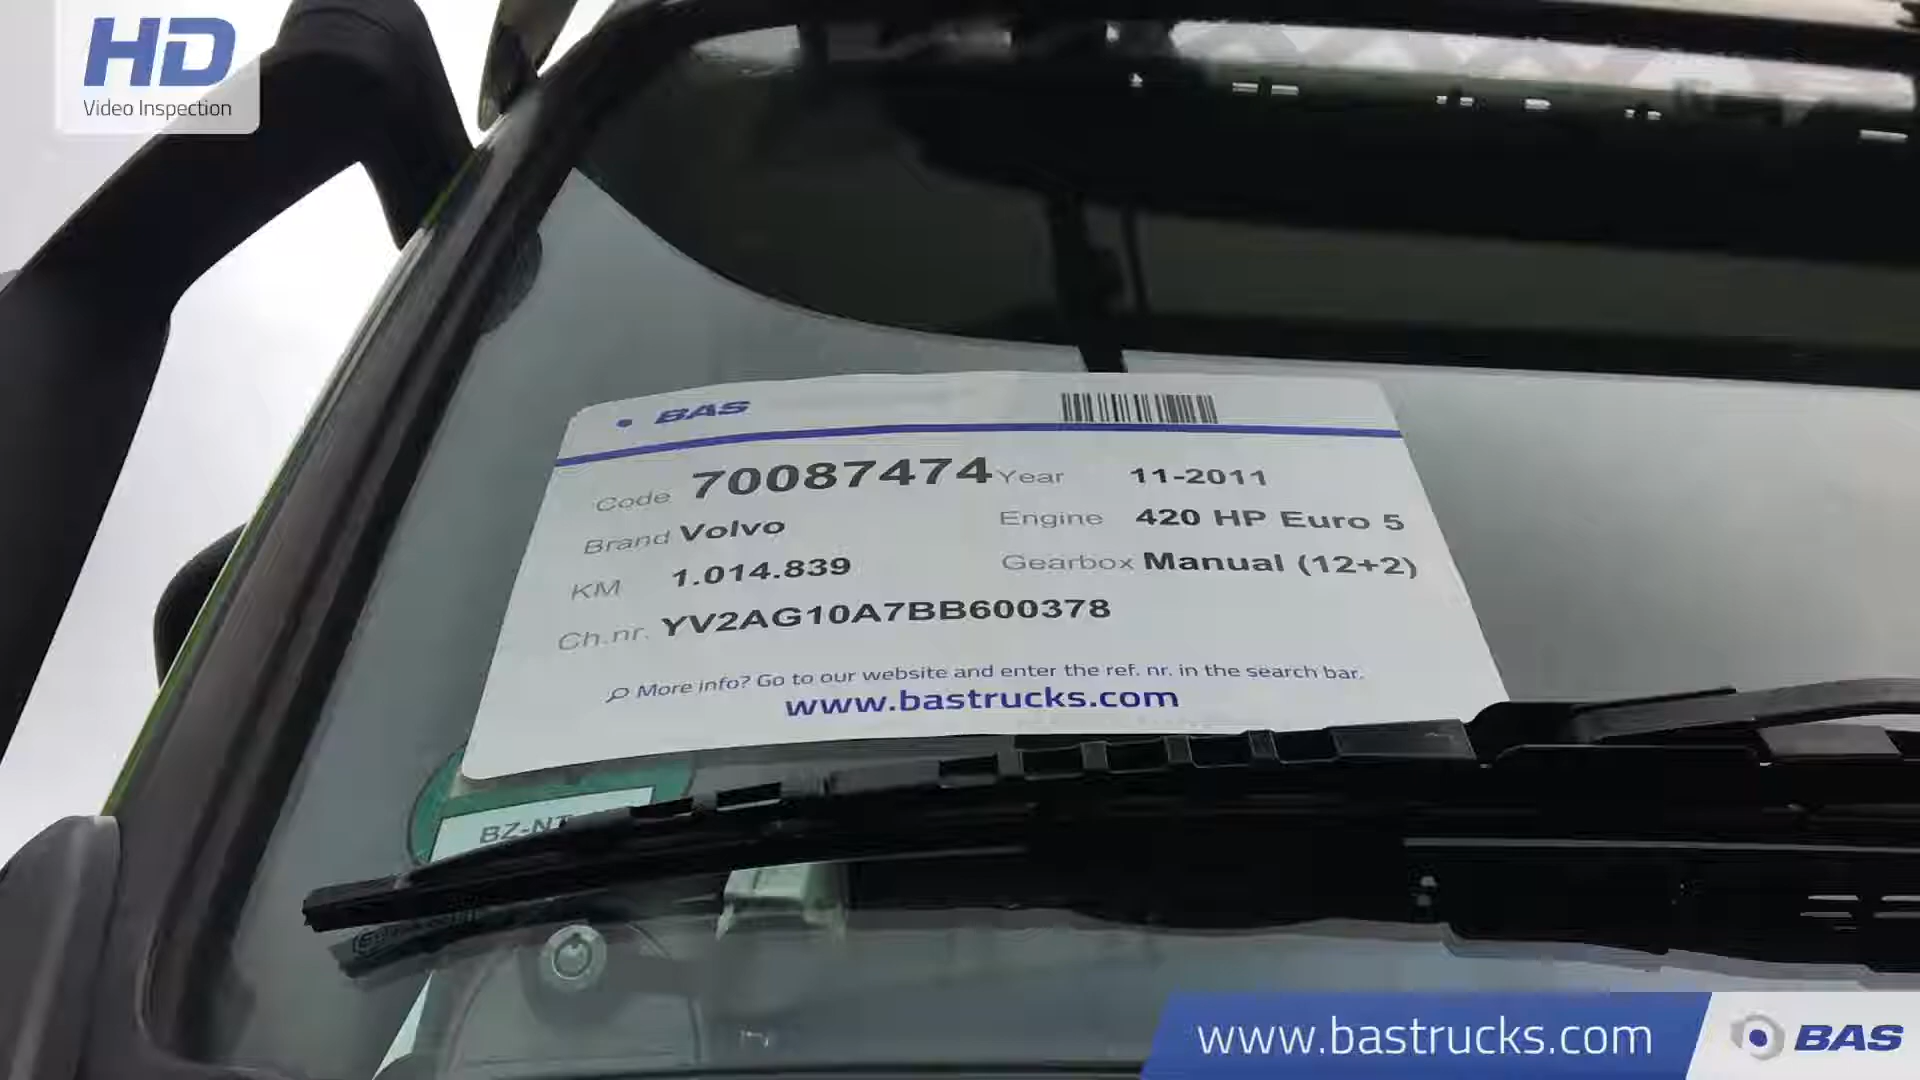 HD
Video Inspection
BAS
Code 70087474 Year 11-2011
Brand Volvo Engine 420 HP Euro 5
KM 1.014.839 Gearbox Manual (12+2)
Ch.nr. YV2AG10A7BB600378
More info? Go to our website and enter the ref. nr. in the search bar.
www.bastrucks.com
BZ-NT
www.bastrucks.com
BAS